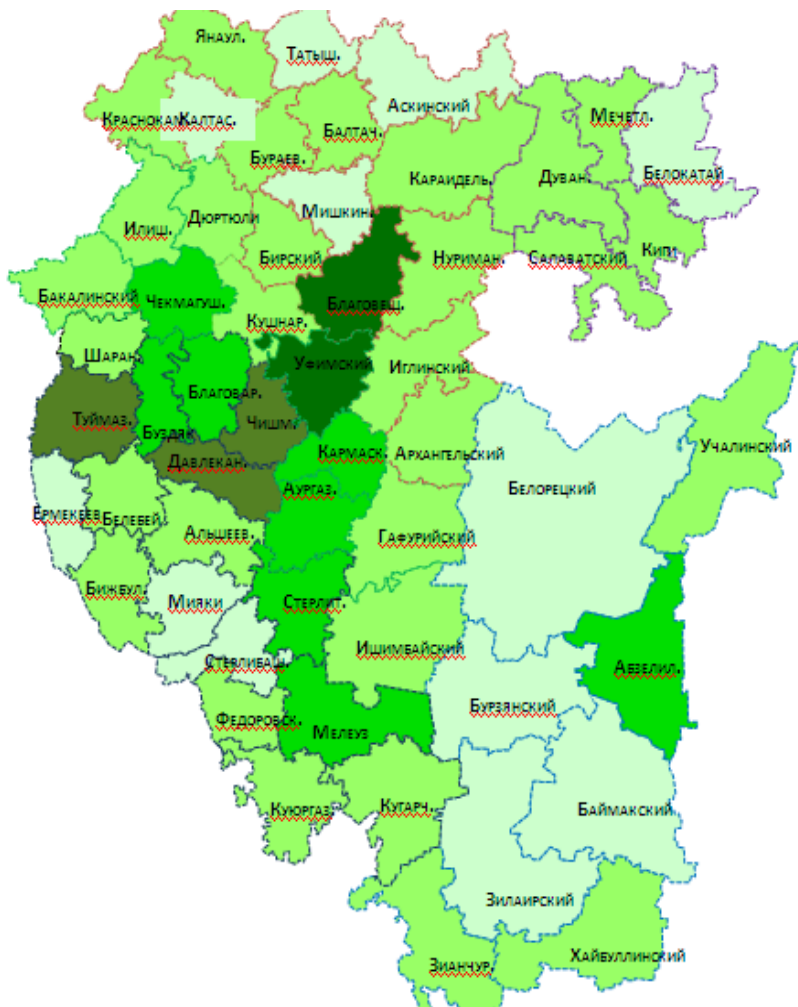 Янаул.
Татыш.
Аскинский
Краснокам
Калтас.
Балтач.
Мечетл.
Бураев.
Караидель.
Дуван.
Белокатай
Мишкин.
Дюртюли
Илиш.
Бирский
Нуриман.
Салаватский
Киги
Бакалинский
Чекмагуш.
Благовещ.
Кушнар.
Шаран.
Уфимский
Иглинский
Благовар.
Туймаз.
Чишм.
Буздяк
Кармаск.
Архангельский
Учалинский
Давлекан.
Аургаз.
Белорецкий
Ермекеев.
Белебей.
Альшеев.
Гафурийский
Бижбул.
Мияки
Стерлит.
Ишимбайский
Стерлибаш.
Абзелил.
Бурзянский
Федоровск.
Мелеуз
Куюргаз.
Кугарч.
Баймакский
Зилаирский
Зианчур.
Хайбуллинский